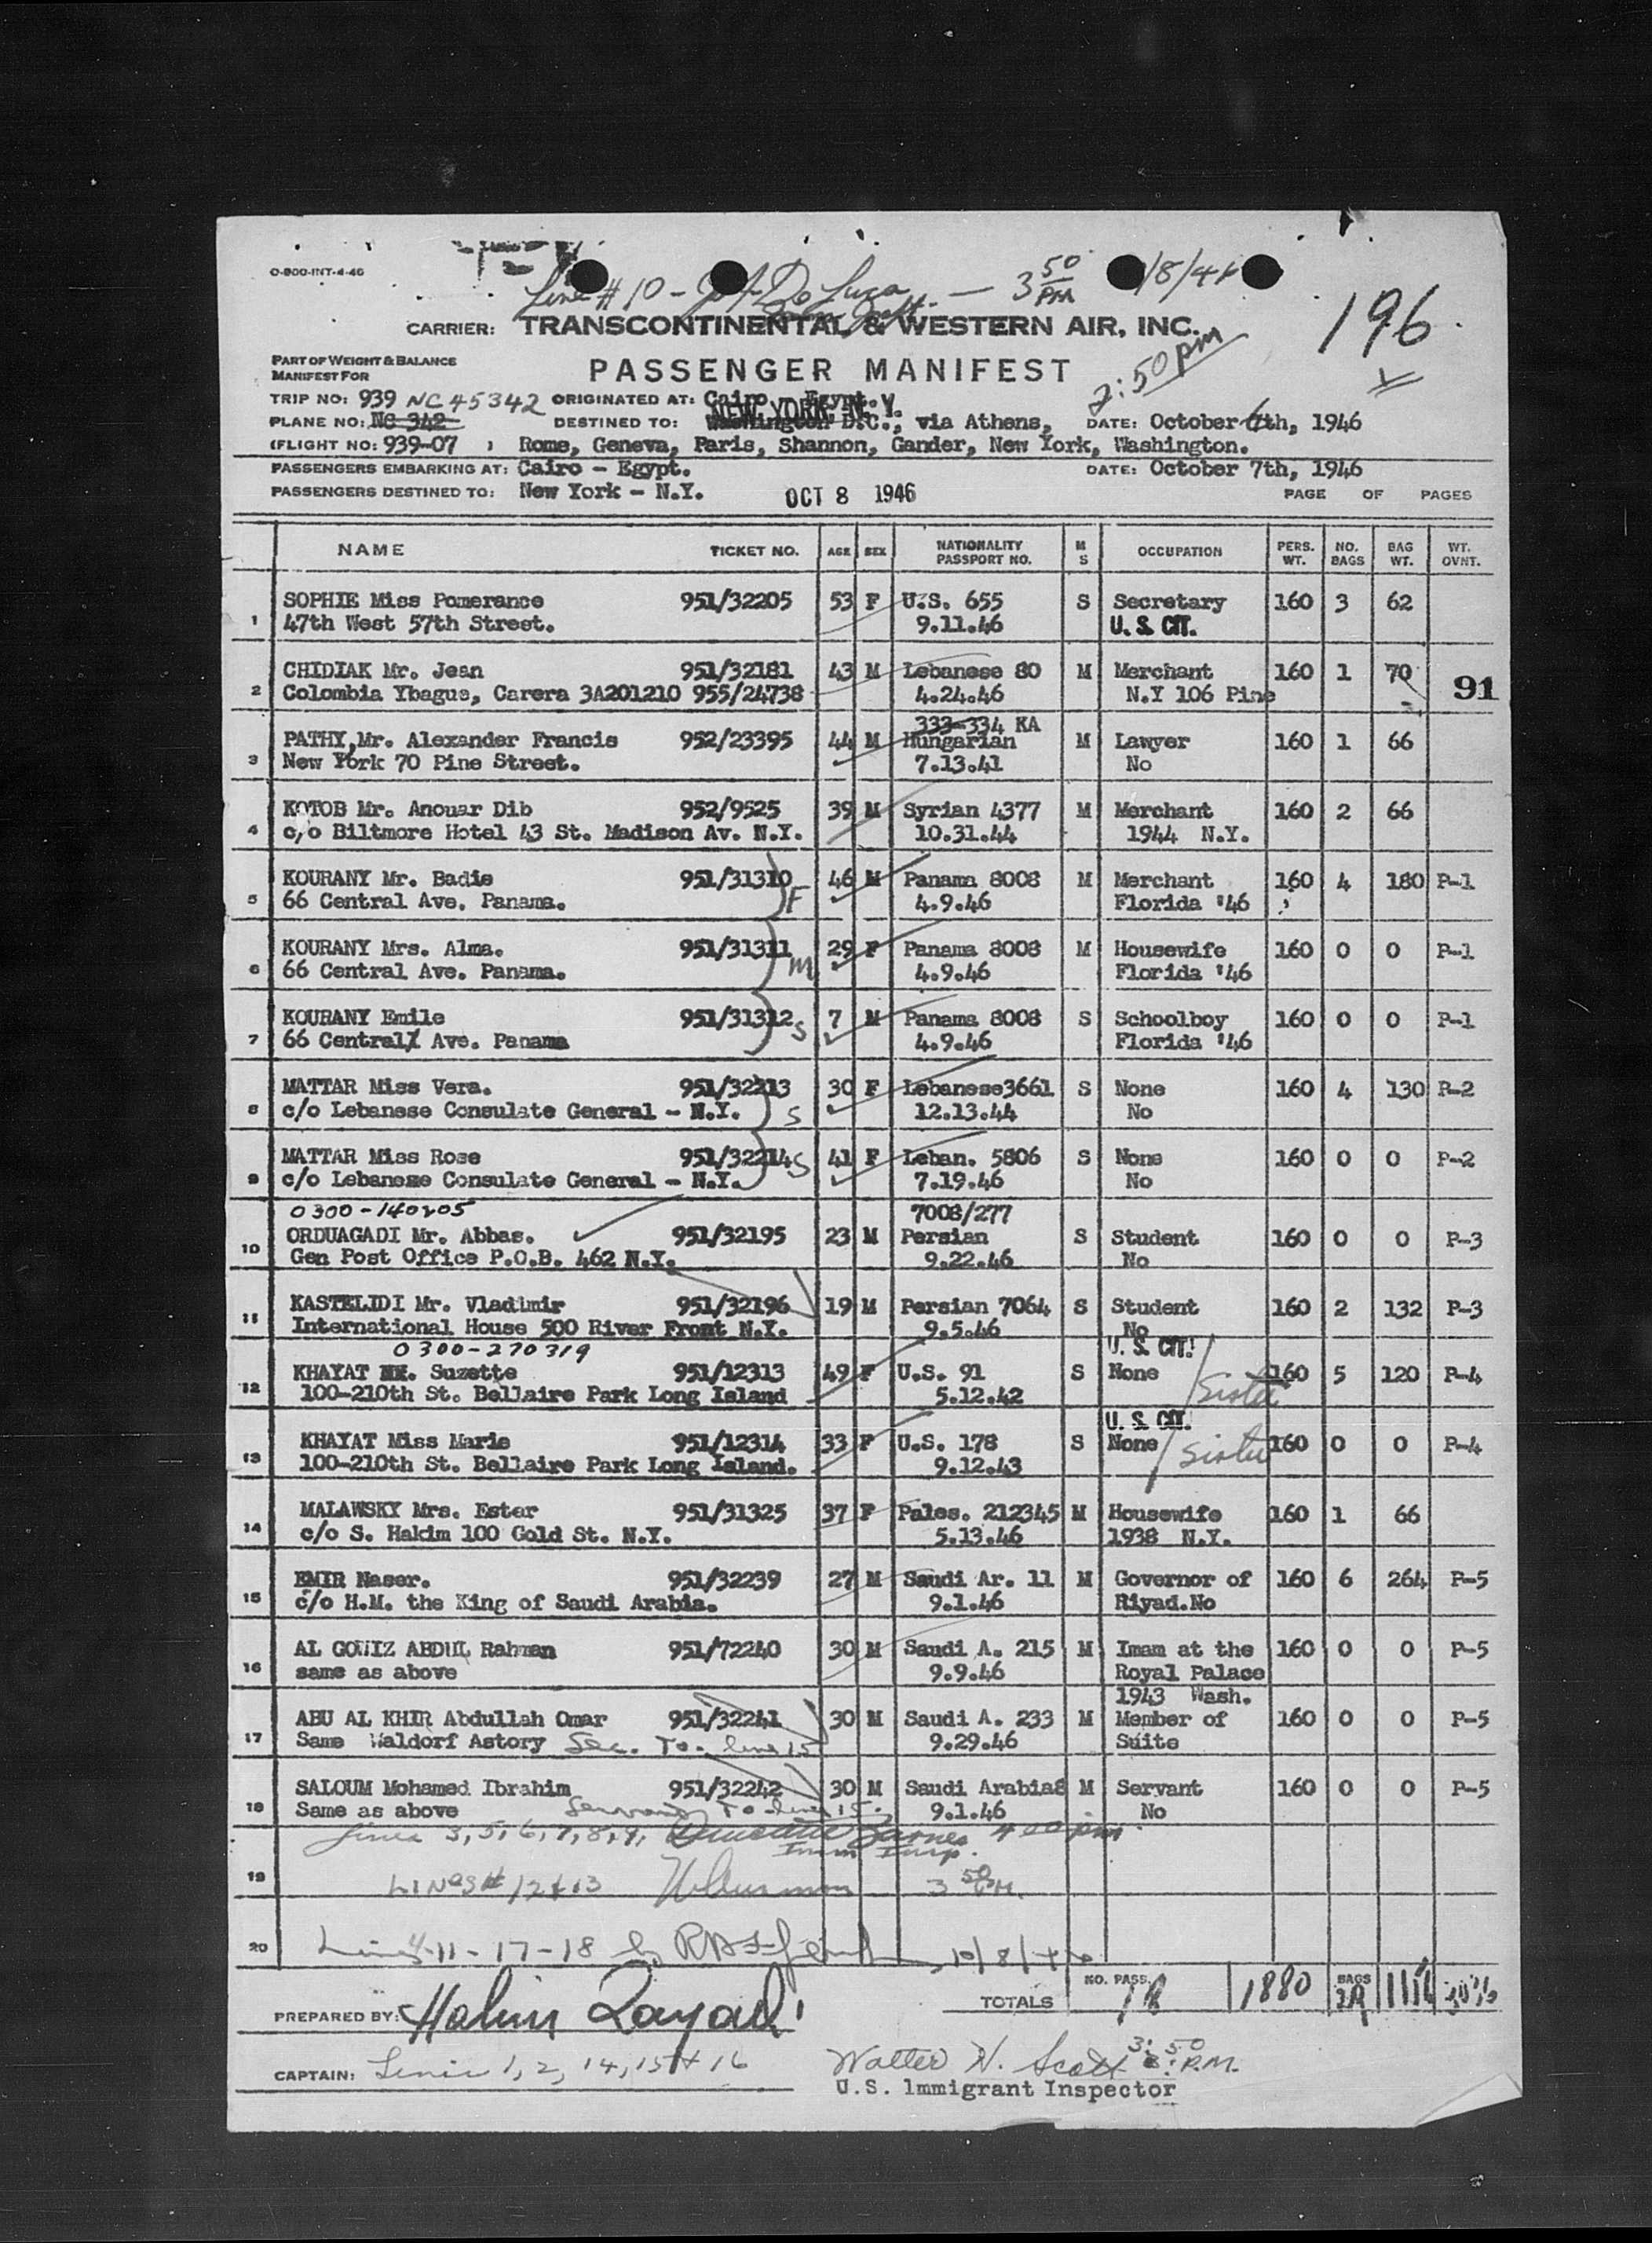 O-800-INT-4-46
Line #10 - De Luca — 3 50 PM /8/4
196
CARRIER: TRANSCONTINENTAL & WESTERN AIR, INC.
PART OF WEIGHT & BALANCE
MANIFEST FOR
PASSENGER MANIFEST
2:50 pm
TRIP NO: 939 NC 45342 ORIGINATED AT: Cairo Egypt.
NEW YORK, N.Y.
PLANE NO: NC 342 DESTINED TO: Washington D.C., via Athens, DATE: October 6th, 1946
(FLIGHT NO: 939-07 ) Rome, Geneva, Paris, Shannon, Gander, New York, Washington.
PASSENGERS EMBARKING AT: Cairo - Egypt. DATE: October 7th, 1946
PASSENGERS DESTINED TO: New York - N.Y. OCT 8 1946 PAGE OF PAGES
NAME TICKET NO. AGE SEX NATIONALITY PASSPORT NO. M S OCCUPATION PERS. WT. NO. BAGS BAG WT. WT. OVNT.
SOPHIE Miss Pomerance 951/32205 53 F U.S. 655 S Secretary 160 3 62
1 47th West 57th Street. 9.11.46 U. S. CIT.
CHIDIAK Mr. Jean 951/32181 43 M Lebanese 80 M Merchant 160 1 70
2 Colombia Ybague, Carera 3A201210 955/24738 4.24.46 N.Y 106 Pine
91
333-334 KA
PATHY, Mr. Alexander Francis 952/23395 44 M Hungarian M Lawyer 160 1 66
3 New York 70 Pine Street. 7.13.41 No
KOTOB Mr. Anouar Dib 952/9525 39 M Syrian 4377 M Merchant 160 2 66
4 c/o Biltmore Hotel 43 St. Madison Av. N.Y. 10.31.44 1944 N.Y.
KOURANY Mr. Badie 951/31310 F 46 M Panama 8008 M Merchant 160 4 180 P-1
5 66 Central Ave. Panama. 4.9.46 Florida '46
KOURANY Mrs. Alma. 951/31311 m 29 F Panama 8008 M Housewife 160 0 0 P-1
6 66 Central Ave. Panama. 4.9.46 Florida '46
KOURANY Emile 951/31312 S 7 M Panama 8008 S Schoolboy 160 0 0 P-1
7 66 Central Ave. Panama 4.9.46 Florida '46
MATTAR Miss Vera. 951/32213 30 F Lebanese3661 S None 160 4 130 P-2
8 c/o Lebanese Consulate General - N.Y. S 12.13.44 No
MATTAR Miss Rose 951/32214 S 41 F Leban. 5806 S None 160 0 0 P-2
9 c/o Lebanese Consulate General - N.Y. 7.19.46 No
0300-140205 7008/277
ORDUAGADI Mr. Abbas. 951/32195 23 M Persian S Student 160 0 0 P-3
10 Gen Post Office P.O.B. 462 N.Y. 9.22.46 No
KASTELIDI Mr. Vladimir 951/32196 19 M Persian 7064 S Student 160 2 132 P-3
11 International House 500 River Front N.Y. 9.5.46 No
0300-270319 U. S. CIT.
KHAYAT Suzette 951/12313 49 F U.S. 91 S None 160 5 120 P-4
12 100-210th St. Bellaire Park Long Island 5.12.42 Sister
U. S. CIT.
KHAYAT Miss Marie 951/12314 33 F U.S. 178 S None Sister 160 0 0 P-4
13 100-210th St. Bellaire Park Long Island. 9.12.43
MALAWSKY Mrs. Ester 951/31325 37 F Pales. 212345 M Housewife 160 1 66
14 c/o S. Hakim 100 Gold St. N.Y. 5.13.46 1938 N.Y.
EMIR Naser. 951/32239 27 M Saudi Ar. 11 M Governor of 160 6 264 P-5
15 c/o H.M. the King of Saudi Arabia. 9.1.46 Riyad.No
AL GOWIZ ABDUL Rahman 951/72240 30 M Saudi A. 215 M Imam at the 160 0 0 P-5
16 same as above 9.9.46 Royal Palace
1943 Wash.
ABU AL KHIR Abdullah Omar 951/32241 30 M Saudi A. 233 M Member of 160 0 0 P-5
17 Same Waldorf Astory Sec. To. line 15 9.29.46 Suite
SALOUM Mohamed Ibrahim 951/32242 30 M Saudi Arabia8 M Servant 160 0 0 P-5
18 Same as above Servant To line 15. 9.1.46 No
Lines 3, 5, 6, 7, 8, 9, Barnes 4 00 pm.
Imm Insp.
19 LINES # 12 & 13 3 50 P.M.
20 Lines 4-11-17-18 by 10/8/46
TOTALS NO. PASS. 18 1880 BAGS 1114
PREPARED BY:
CAPTAIN: Lines 1, 2, 14, 15 & 16 Walter N. Scott 3:50 P.M.
U.S. Immigrant Inspector